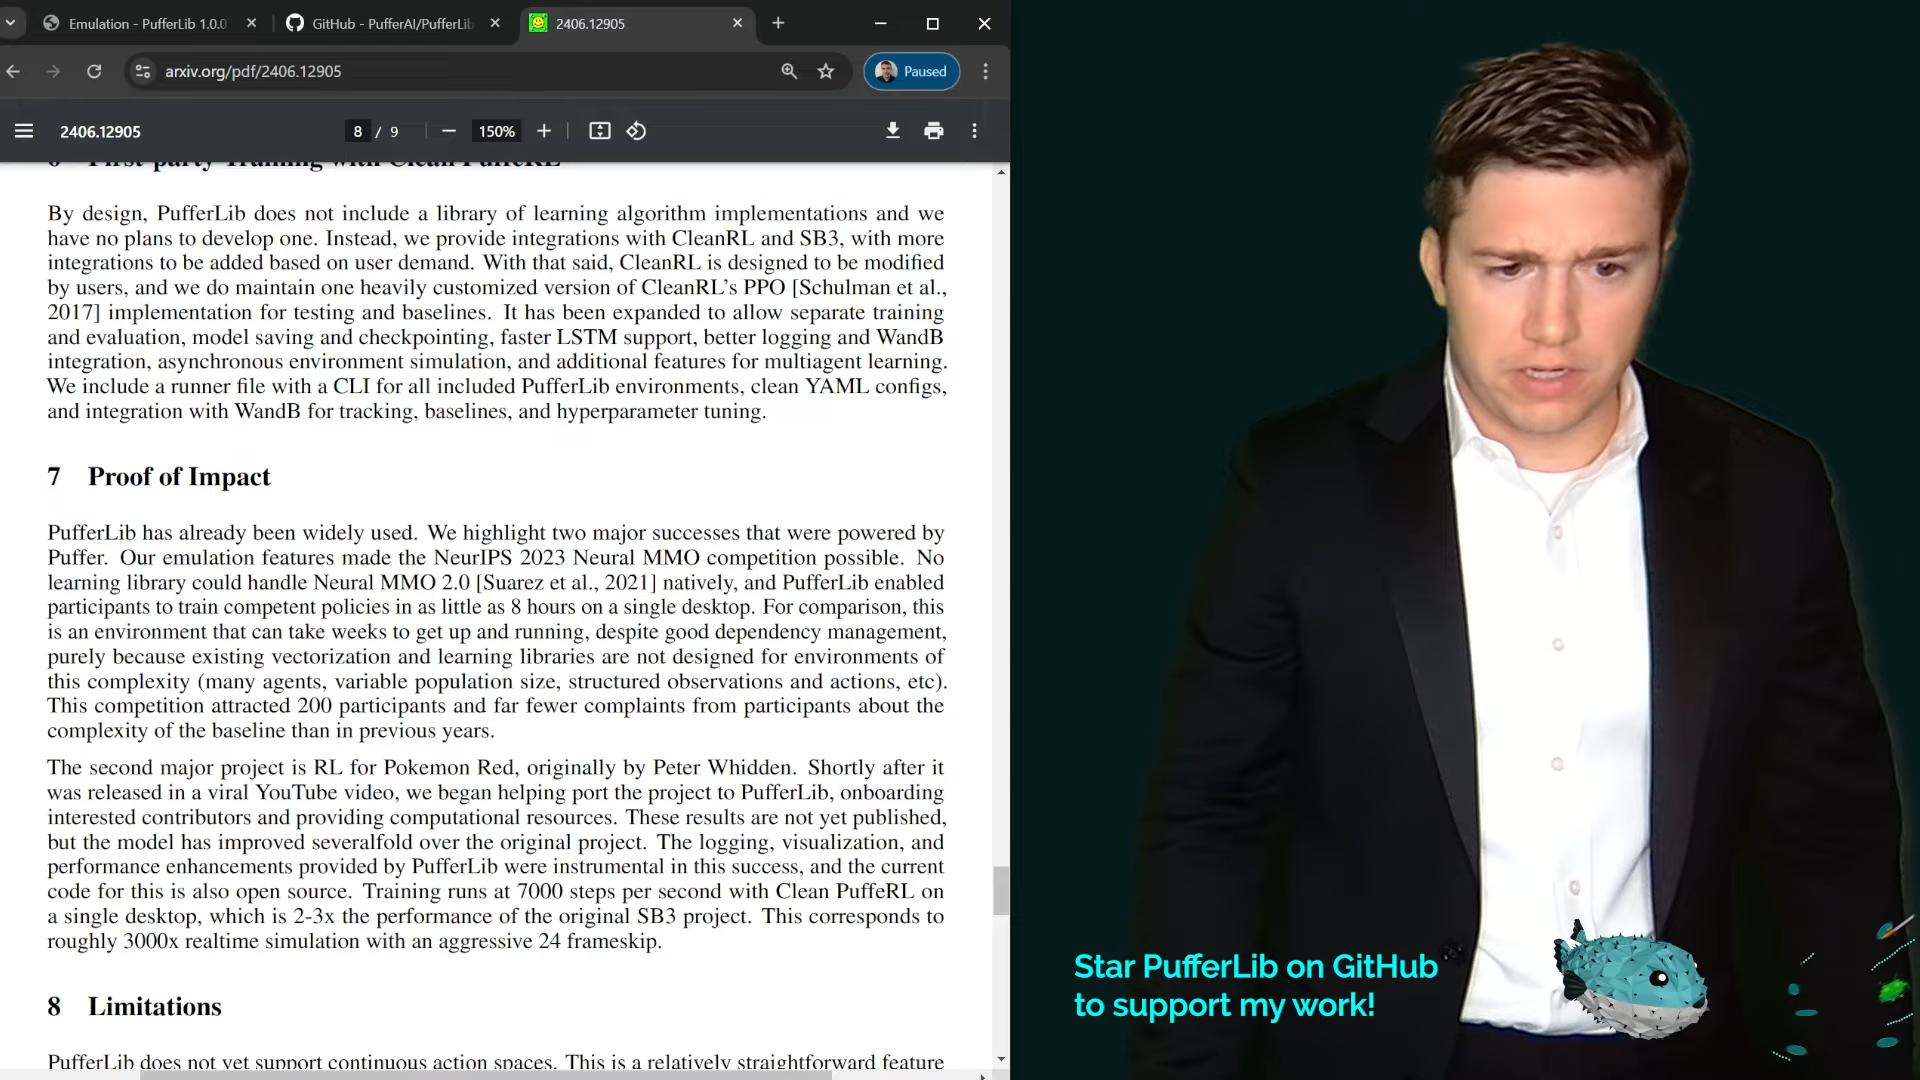 Emulation - PufferLib 1.0.0
GitHub - PufferAI/PufferLib
2406.12905
arxiv.org/pdf/2406.12905
Paused
2406.12905
8 / 9
150%
6 First-party Training with Clean PuffeRL
By design, PufferLib does not include a library of learning algorithm implementations and we
have no plans to develop one. Instead, we provide integrations with CleanRL and SB3, with more
integrations to be added based on user demand. With that said, CleanRL is designed to be modified
by users, and we do maintain one heavily customized version of CleanRL's PPO [Schulman et al.,
2017] implementation for testing and baselines. It has been expanded to allow separate training
and evaluation, model saving and checkpointing, faster LSTM support, better logging and WandB
integration, asynchronous environment simulation, and additional features for multiagent learning.
We include a runner file with a CLI for all included PufferLib environments, clean YAML configs,
and integration with WandB for tracking, baselines, and hyperparameter tuning.
7 Proof of Impact
PufferLib has already been widely used. We highlight two major successes that were powered by
Puffer. Our emulation features made the NeurIPS 2023 Neural MMO competition possible. No
learning library could handle Neural MMO 2.0 [Suarez et al., 2021] natively, and PufferLib enabled
participants to train competent policies in as little as 8 hours on a single desktop. For comparison, this
is an environment that can take weeks to get up and running, despite good dependency management,
purely because existing vectorization and learning libraries are not designed for environments of
this complexity (many agents, variable population size, structured observations and actions, etc).
This competition attracted 200 participants and far fewer complaints from participants about the
complexity of the baseline than in previous years.
The second major project is RL for Pokemon Red, originally by Peter Whidden. Shortly after it
was released in a viral YouTube video, we began helping port the project to PufferLib, onboarding
interested contributors and providing computational resources. These results are not yet published,
but the model has improved severalfold over the original project. The logging, visualization, and
performance enhancements provided by PufferLib were instrumental in this success, and the current
code for this is also open source. Training runs at 7000 steps per second with Clean PuffeRL on
a single desktop, which is 2-3x the performance of the original SB3 project. This corresponds to
roughly 3000x realtime simulation with an aggressive 24 frameskip.
8 Limitations
PufferLib does not yet support continuous action spaces. This is a relatively straightforward feature
Star PufferLib on GitHub
to support my work!